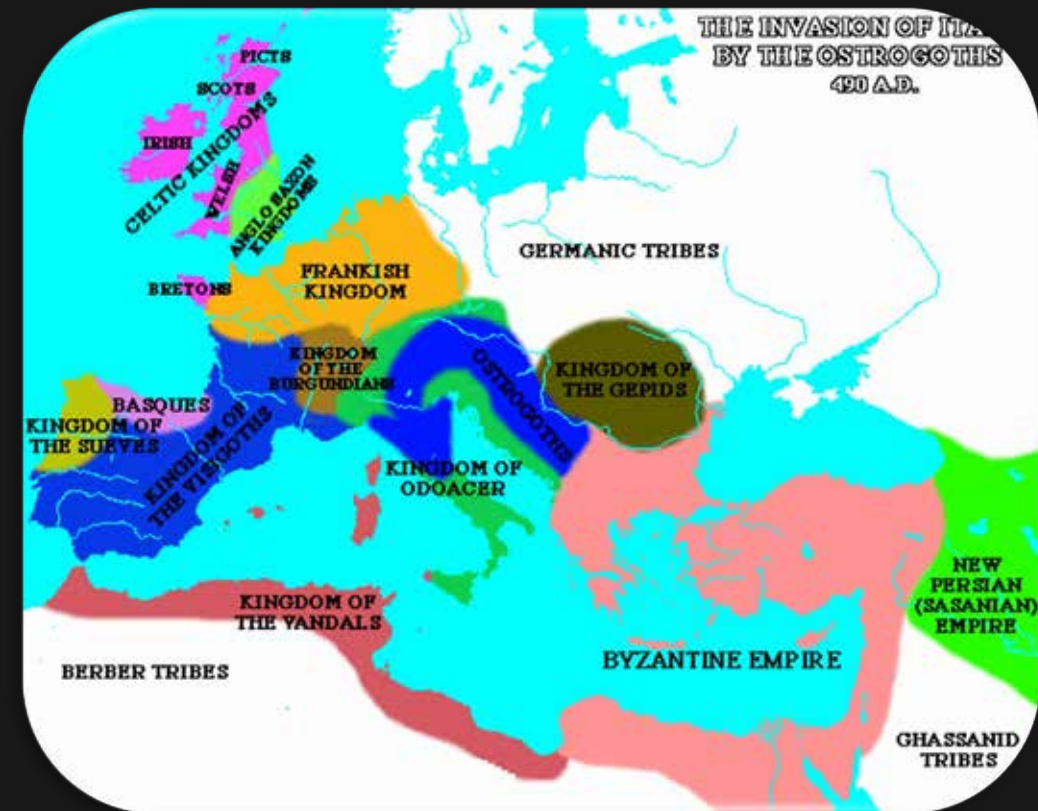 THE INVASION OF ITA
BY THE OSTROGOTHS
490 A.D.
PICTS
SCOTS
IRISH
CELTIC KINGDOMS
WELSH
ANGLO SAXON
KINGDOMS
BRETONS
FRANKISH
KINGDOM
GERMANIC TRIBES
KINGDOM
OF THE
BURGUNDIANS
OSTROGOTHS
KINGDOM OF
THE GEPIDS
BASQUES
KINGDOM OF
THE SUEVES
KINGDOM OF
THE VISGOTHS
KINGDOM OF
ODOACER
NEW
PERSIAN
(SASANIAN)
EMPIRE
KINGDOM OF
THE VANDALS
BYZANTINE EMPIRE
BERBER TRIBES
GHASSANID
TRIBES